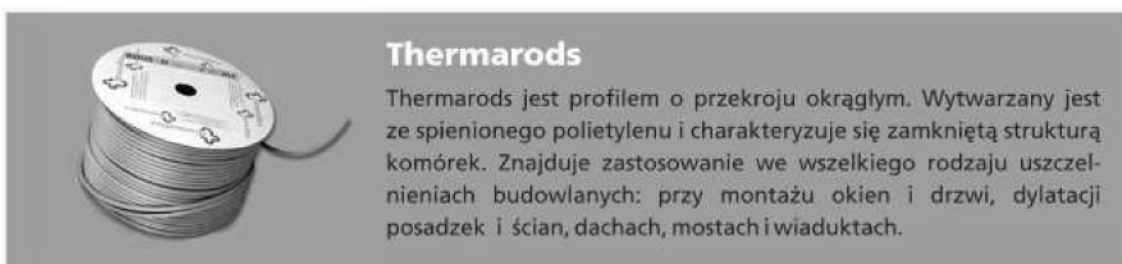 Thermarods
Thermarods jest profilem o przekroju okrągłym. Wytwarzany jest
ze spienionego polietylenu i charakteryzuje się zamkniętą strukturą
komórek. Znajduje zastosowanie we wszelkiego rodzaju uszczel-
nieniach budowlanych: przy montażu okien i drzwi, dylatacji
posadzek i ścian, dachach, mostach i wiaduktach.